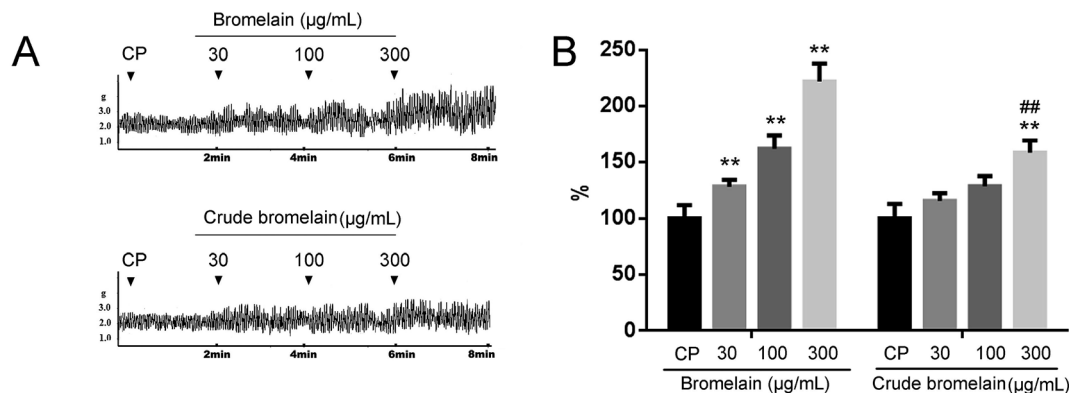 A
Bromelain (µg/mL)
CP 30 100 300
g
3.0
2.0
1.0
2min 4min 6min 8min
Crude bromelain(µg/mL)
CP 30 100 300
g
3.0
2.0
1.0
2min 4min 6min 8min
B
%
250
200
150
100
50
0
**
**
**
##
**
CP 30 100 300 CP 30 100 300
Bromelain (µg/mL) Crude bromelain(µg/mL)